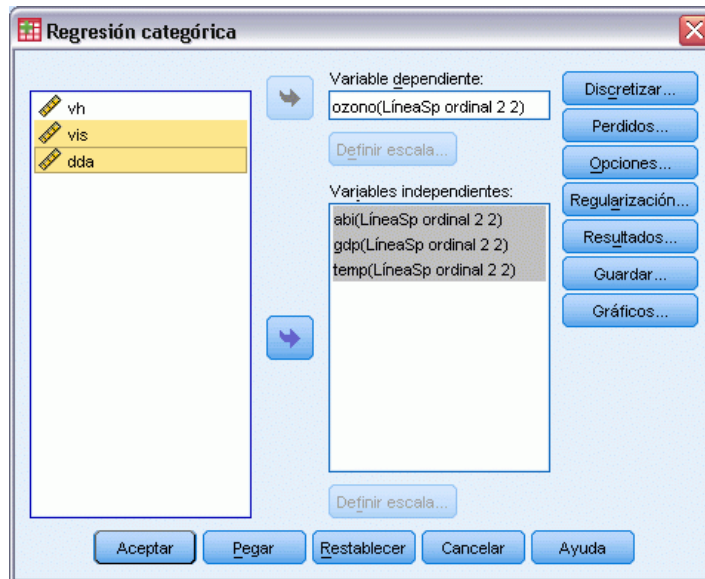 Regresión categórica
vh
vis
dda
Variable dependiente:
ozono(LíneaSp ordinal 2 2)
Definir escala...
Variables independientes:
abi(LíneaSp ordinal 2 2)
gdp(LíneaSp ordinal 2 2)
temp(LíneaSp ordinal 2 2)
Definir escala...
Discretizar...
Perdidos...
Opciones...
Regularización...
Resultados...
Guardar...
Gráficos...
Aceptar
Pegar
Restablecer
Cancelar
Ayuda